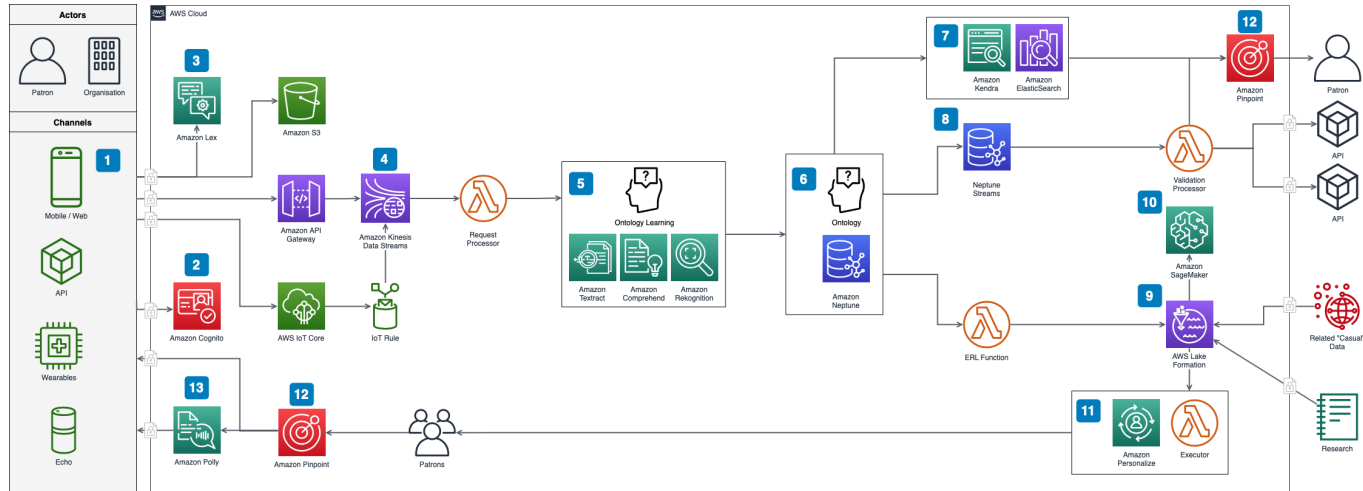 Actors
Patron
Organisation
Channels
1
Mobile / Web
API
Wearables
Echo
aws
AWS Cloud
3
Amazon Lex
Amazon S3
Amazon API
Gateway
4
Amazon Kinesis
Data Streams
Request
Processor
2
Amazon Cognito
AWS IoT Core
IoT Rule
13
Amazon Polly
12
Amazon Pinpoint
Patrons
5
?
Ontology Learning
Amazon
Textract
Amazon
Comprehend
Amazon
Rekognition
6
?
Ontology
Amazon
Neptune
7
Amazon
Kendra
Amazon
ElasticSearch
8
Neptune
Streams
ERL Function
12
Amazon
Pinpoint
Validation
Processor
10
Amazon
SageMaker
9
AWS Lake
Formation
11
Amazon
Personalize
Executor
Patron
API
API
Related "Casual"
Data
Research